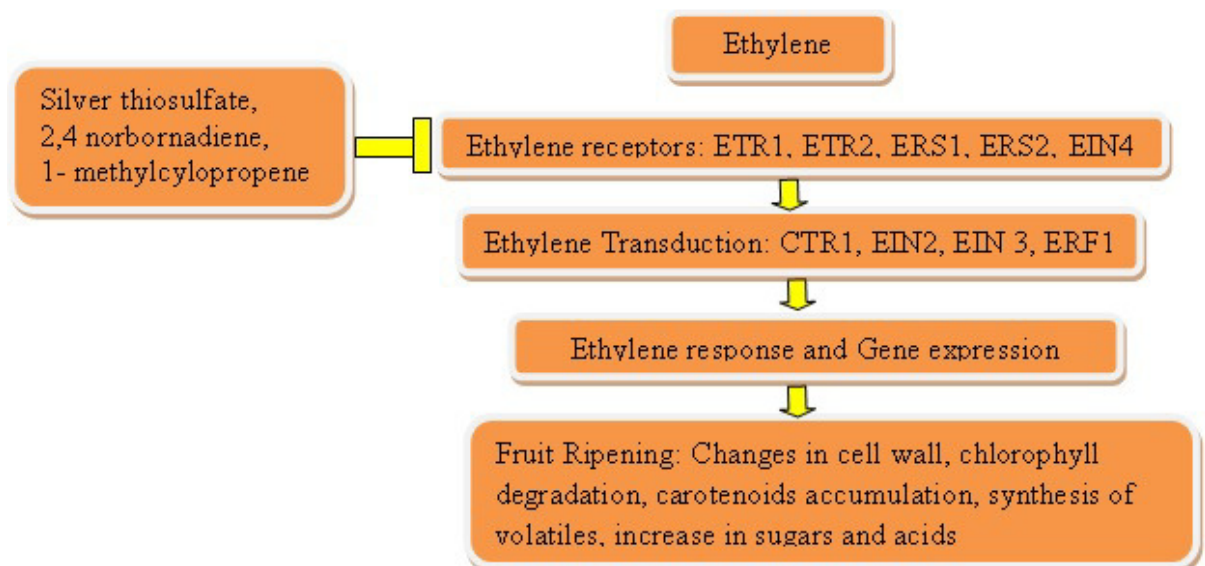 Ethylene
Silver thiosulfate,
2,4 norbornadiene,
1- methylcylopropene
Ethylene receptors: ETR1, ETR2, ERS1, ERS2, EIN4
Ethylene Transduction: CTR1, EIN2, EIN 3, ERF1
Ethylene response and Gene expression
Fruit Ripening: Changes in cell wall, chlorophyll
degradation, carotenoids accumulation, synthesis of
volatiles, increase in sugars and acids